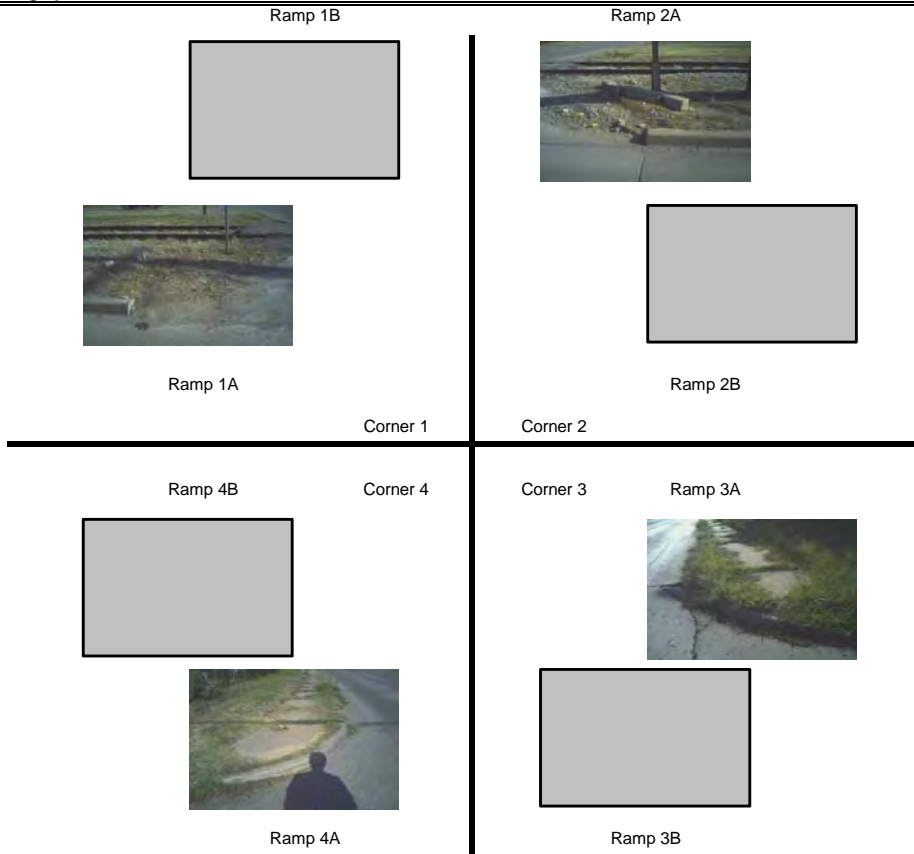 Ramp 1B Ramp 2A
Ramp 1A Ramp 2B
Corner 1 Corner 2
Ramp 4B Corner 4 Corner 3 Ramp 3A
Ramp 4A Ramp 3B